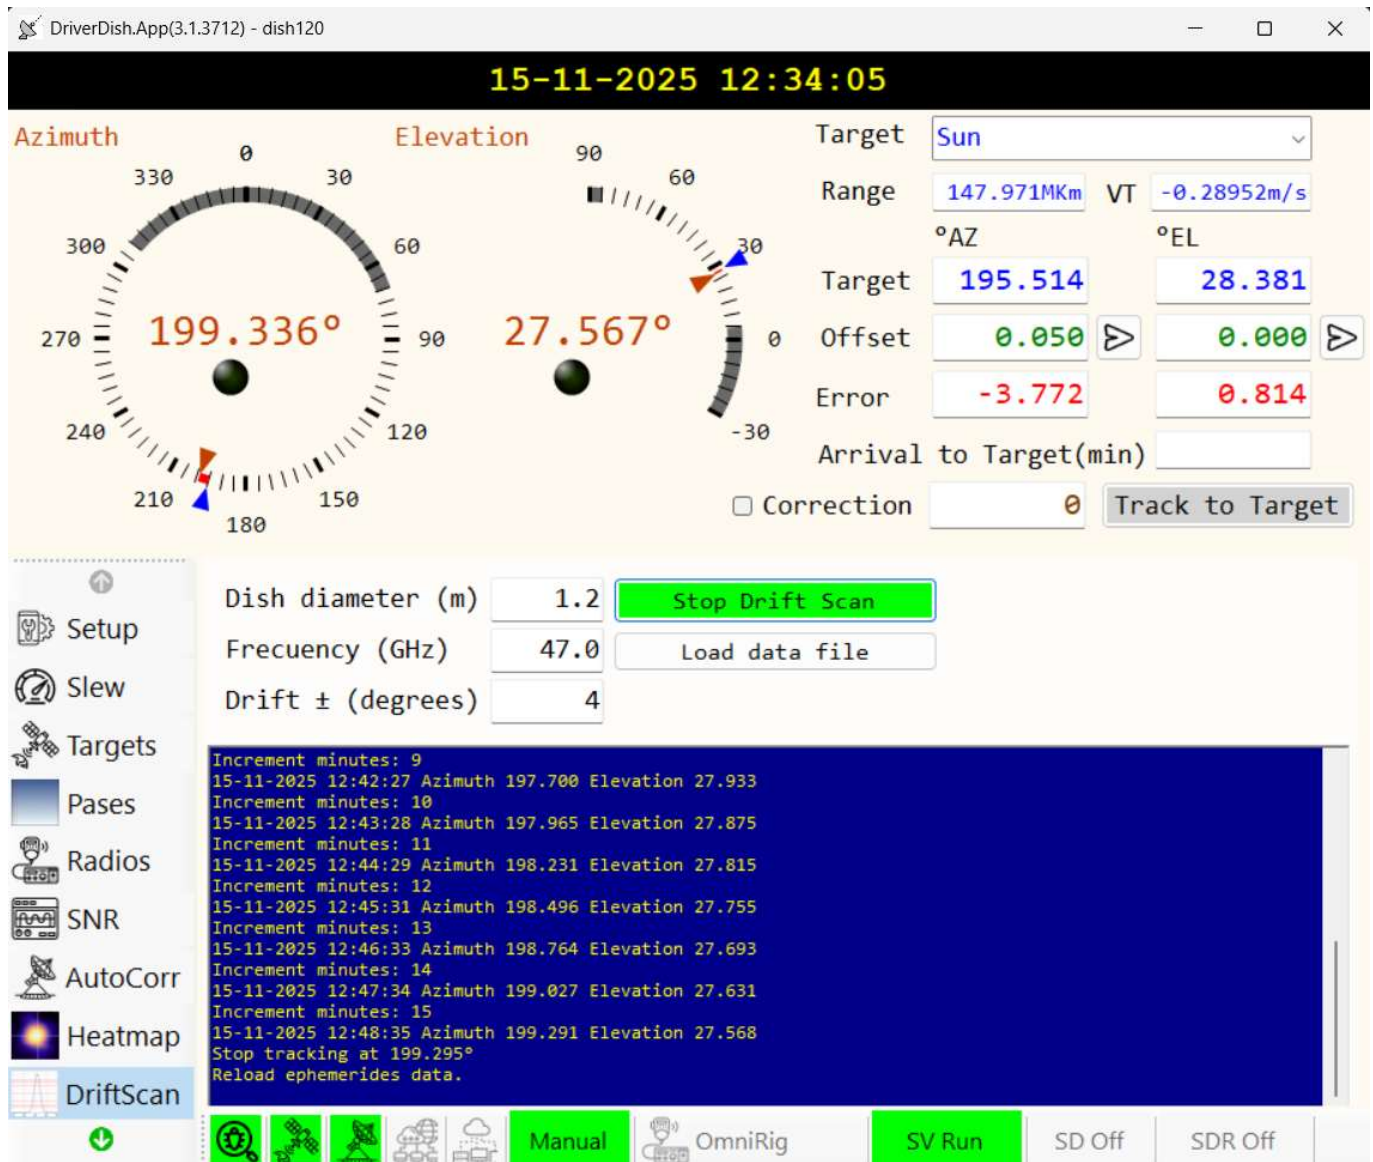 DriverDish.App(3.1.3712) - dish120
15-11-2025 12:34:05
Azimuth
0
30
60
90
120
150
180
210
240
270
300
330
199.336°
Elevation
90
60
30
0
-30
27.567°
Target Sun
Range 147.971MKm VT -0.28952m/s
°AZ °EL
Target 195.514 28.381
Offset 0.050 0.000
Error -3.772 0.814
Arrival to Target(min)
Correction 0 Track to Target
Setup
Slew
Targets
Pases
Radios
SNR
AutoCorr
Heatmap
DriftScan
Dish diameter (m) 1.2 Stop Drift Scan
Frecuency (GHz) 47.0 Load data file
Drift ± (degrees) 4
Increment minutes: 9
15-11-2025 12:42:27 Azimuth 197.700 Elevation 27.933
Increment minutes: 10
15-11-2025 12:43:28 Azimuth 197.965 Elevation 27.875
Increment minutes: 11
15-11-2025 12:44:29 Azimuth 198.231 Elevation 27.815
Increment minutes: 12
15-11-2025 12:45:31 Azimuth 198.496 Elevation 27.755
Increment minutes: 13
15-11-2025 12:46:33 Azimuth 198.764 Elevation 27.693
Increment minutes: 14
15-11-2025 12:47:34 Azimuth 199.027 Elevation 27.631
Increment minutes: 15
15-11-2025 12:48:35 Azimuth 199.291 Elevation 27.568
Stop tracking at 199.295°
Reload ephemerides data.
Manual OmniRig SV Run SD Off SDR Off